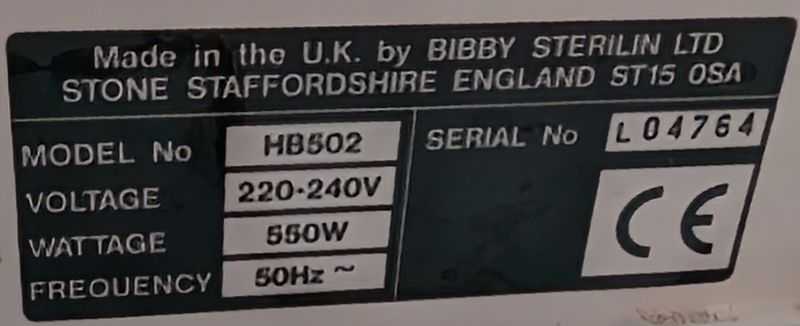 Made in the U.K. by BIBBY STERILIN LTD
STONE STAFFORDSHIRE ENGLAND ST15 0SA
MODEL No HB502
SERIAL No L04764
VOLTAGE 220-240V
WATTAGE 550W
FREQUENCY 50Hz ~
CE